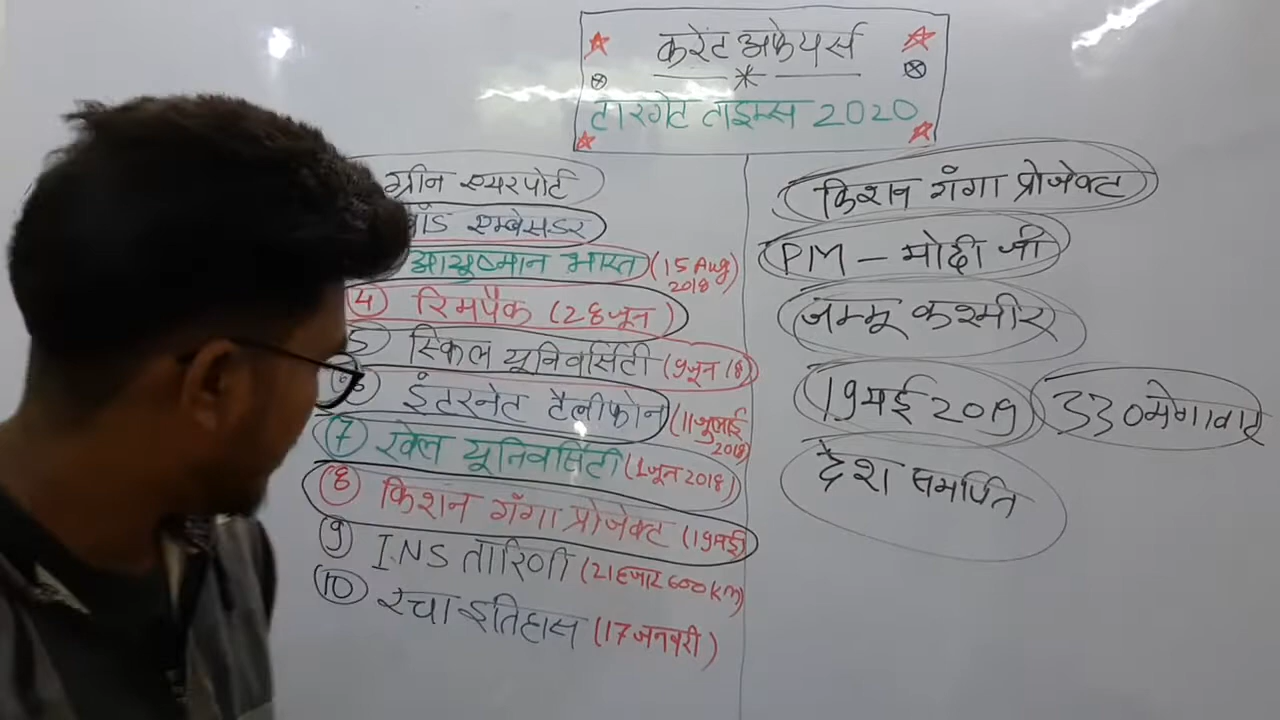 करेंट अफेयर्स
टारगेट टाइम्स 2020
ग्रीन एयरपोर्ट
एम्बेसडर
आयुष्मान भारत (15 Aug 2018)
4 रिमपैक (28 जून)
5 स्किल यूनिवर्सिटी (9 जून 18)
6 इंटरनेट टैलीफोन (11 जुलाई 2018)
7 खेल यूनिवर्सिटी (1 जून 2018)
8 किशन गँगा प्रोजेक्ट (19 मई)
9 I.N.S तारिणी (21 हजार 600 km)
10 रचा इतिहास (17 जनवरी)
किशन गँगा प्रोजेक्ट
PM - मोदी जी
जम्मू कश्मीर
19 मई 2019 330 मेगावाट
देश समर्पित